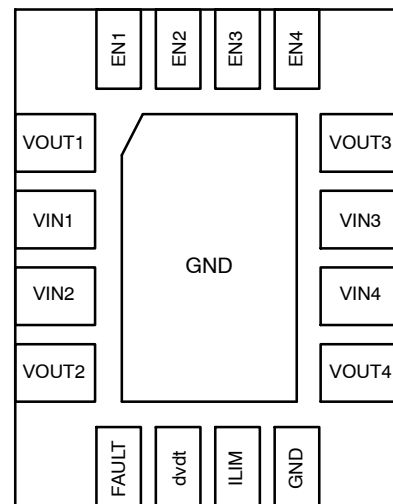 EN1
EN2
EN3
EN4
VOUT1
VOUT3
VIN1
VIN3
GND
VIN2
VIN4
VOUT2
VOUT4
FAULT
dvdt
ILIM
GND